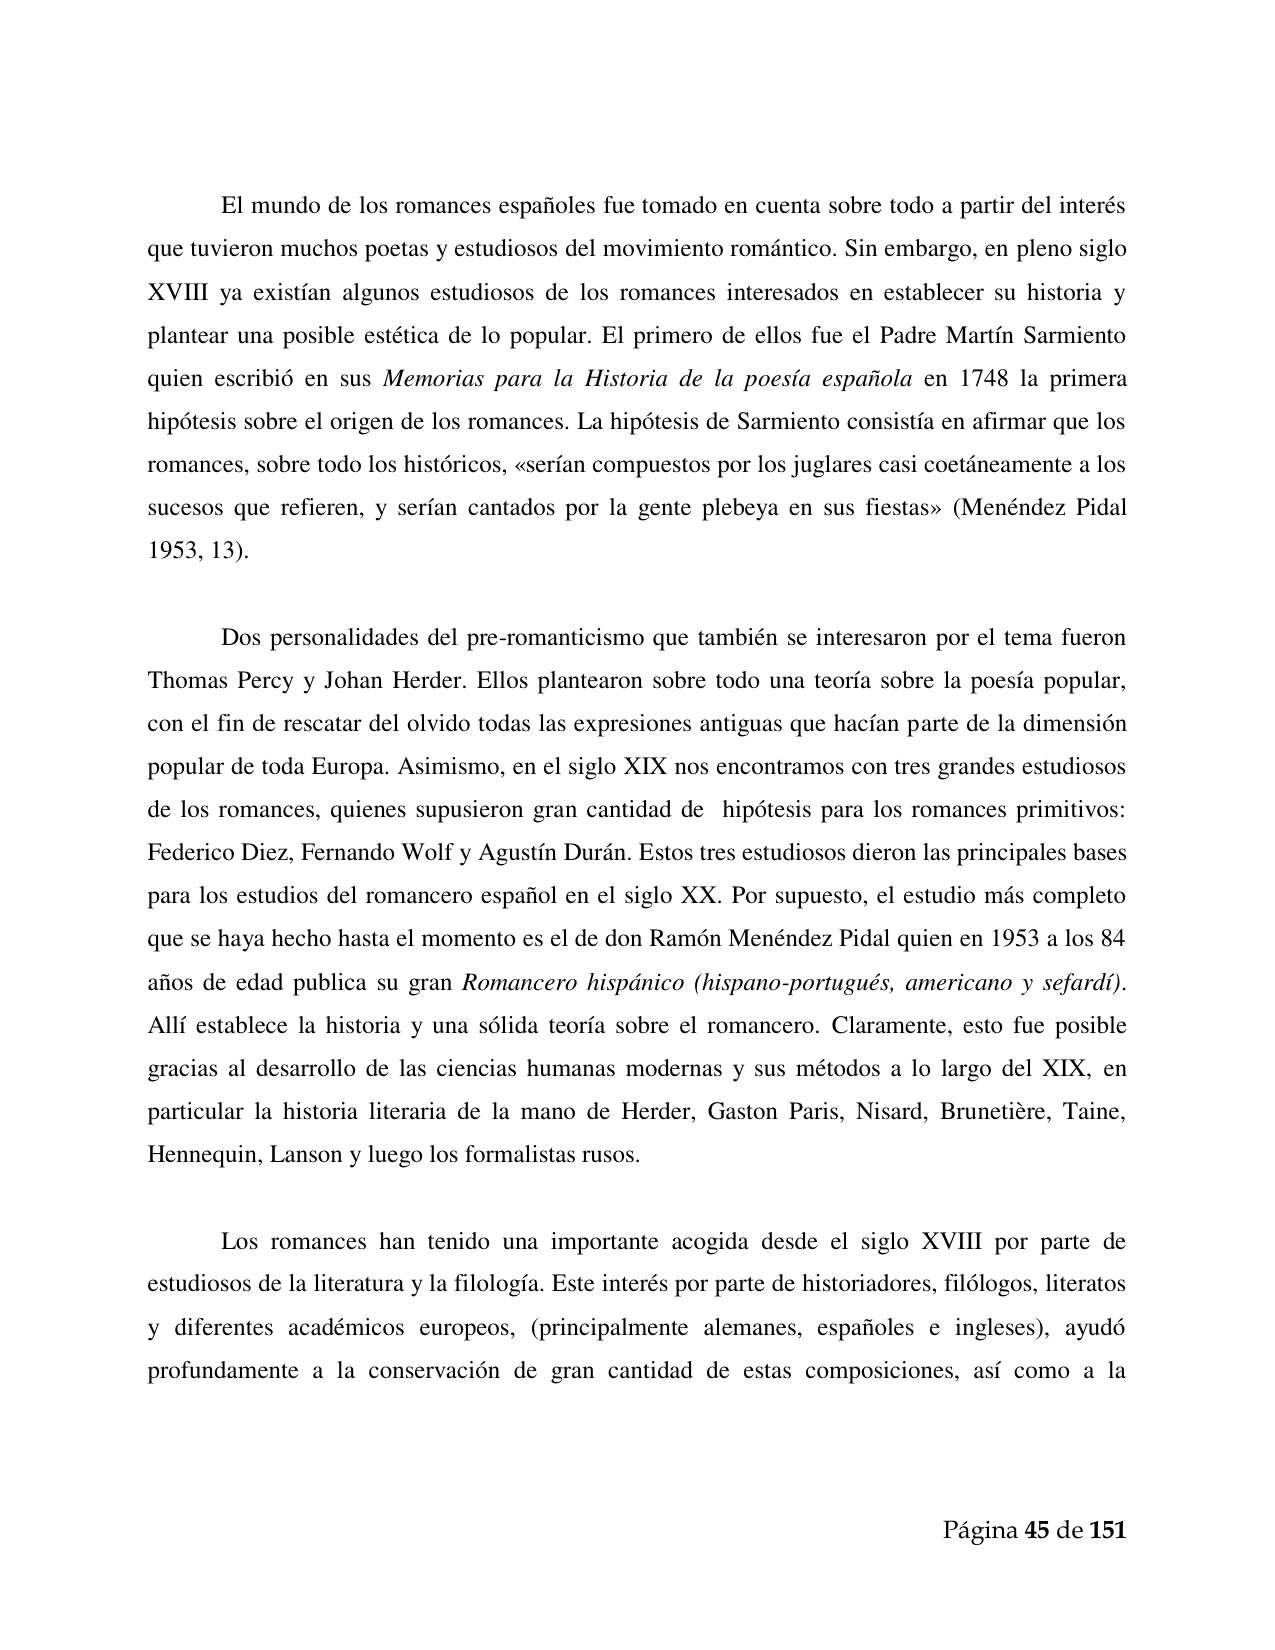 El mundo de los romances españoles fue tomado en cuenta sobre todo a partir del interés
que tuvieron muchos poetas y estudiosos del movimiento romántico. Sin embargo, en pleno siglo
XVIII ya existían algunos estudiosos de los romances interesados en establecer su historia y
plantear una posible estética de lo popular. El primero de ellos fue el Padre Martín Sarmiento
quien escribió en sus Memorias para la Historia de la poesía española en 1748 la primera
hipótesis sobre el origen de los romances. La hipótesis de Sarmiento consistía en afirmar que los
romances, sobre todo los históricos, «serían compuestos por los juglares casi coetáneamente a los
sucesos que refieren, y serían cantados por la gente plebeya en sus fiestas» (Menéndez Pidal
1953, 13).
Dos personalidades del pre-romanticismo que también se interesaron por el tema fueron
Thomas Percy y Johan Herder. Ellos plantearon sobre todo una teoría sobre la poesía popular,
con el fin de rescatar del olvido todas las expresiones antiguas que hacían parte de la dimensión
popular de toda Europa. Asimismo, en el siglo XIX nos encontramos con tres grandes estudiosos
de los romances, quienes supusieron gran cantidad de  hipótesis para los romances primitivos:
Federico Diez, Fernando Wolf y Agustín Durán. Estos tres estudiosos dieron las principales bases
para los estudios del romancero español en el siglo XX. Por supuesto, el estudio más completo
que se haya hecho hasta el momento es el de don Ramón Menéndez Pidal quien en 1953 a los 84
años de edad publica su gran Romancero hispánico (hispano-portugués, americano y sefardí).
Allí establece la historia y una sólida teoría sobre el romancero. Claramente, esto fue posible
gracias al desarrollo de las ciencias humanas modernas y sus métodos a lo largo del XIX, en
particular la historia literaria de la mano de Herder, Gaston Paris, Nisard, Brunetière, Taine,
Hennequin, Lanson y luego los formalistas rusos.
Los romances han tenido una importante acogida desde el siglo XVIII por parte de
estudiosos de la literatura y la filología. Este interés por parte de historiadores, filólogos, literatos
y diferentes académicos europeos, (principalmente alemanes, españoles e ingleses), ayudó
profundamente a la conservación de gran cantidad de estas composiciones, así como a la
Página 45 de 151